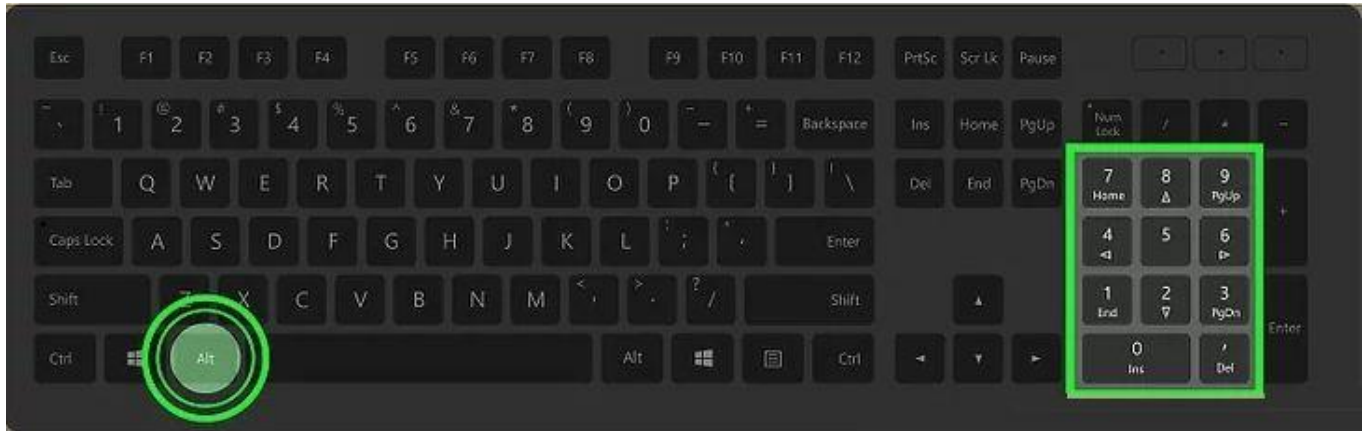 Esc F1 F2 F3 F4 F5 F6 F7 F8 F9 F10 F11 F12 PrtSc Scr Lk Pause
~ ` ! 1 @ 2 # 3 $ 4 % 5 ^ 6 & 7 * 8 ( 9 ) 0 - + = Backspace Ins Home PgUp Num Lock / * -
Tab Q W E R T Y U I O P { [ } ] \ Del End PgDn 7 Home 8 9 PgUp +
Caps Lock A S D F G H J K L : ; Enter 4 5 6
Shift Z X C V B N M < , > . ? / Shift 1 End 2 3 PgDn Enter
Ctrl Alt Alt Ctrl 0 Ins Del